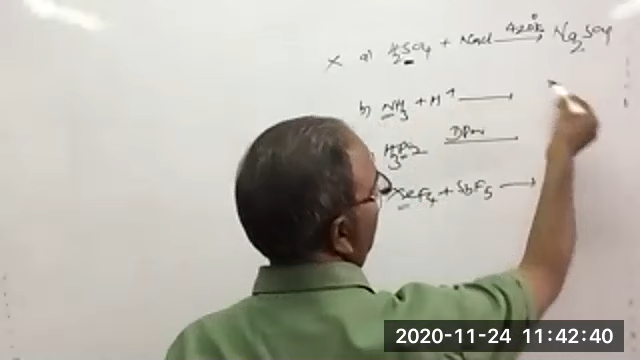 × a) H2SO4 + NaCl —420K→ Na2SO4
b) NH3 + H+ →
H3PO2 —Dpn—
XeF4 + SbF5 →
2020-11-24 11:42:40